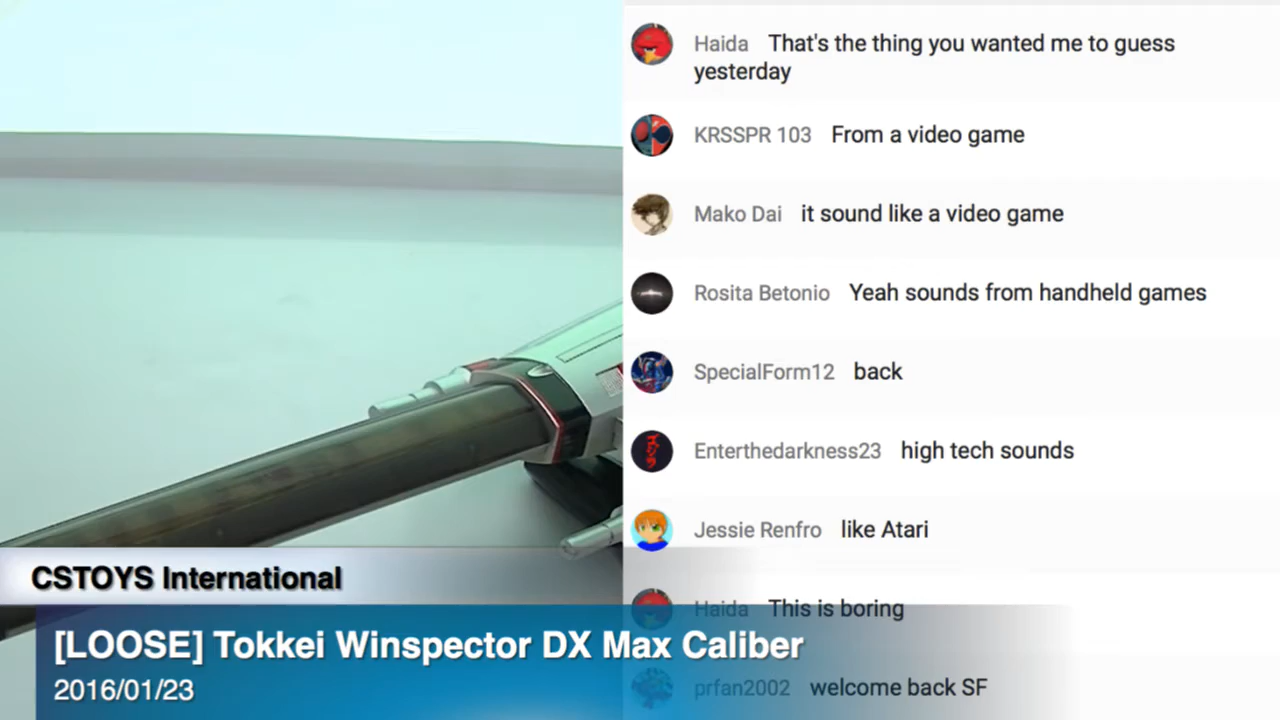 Haida That's the thing you wanted me to guess
yesterday
KRSSPR 103 From a video game
Mako Dai it sound like a video game
Rosita Betonio Yeah sounds from handheld games
SpecialForm12 back
Enterthedarkness23 high tech sounds
Jessie Renfro like Atari
Haida This is boring
prfan2002 welcome back SF
CSTOYS International
[LOOSE] Tokkei Winspector DX Max Caliber
2016/01/23